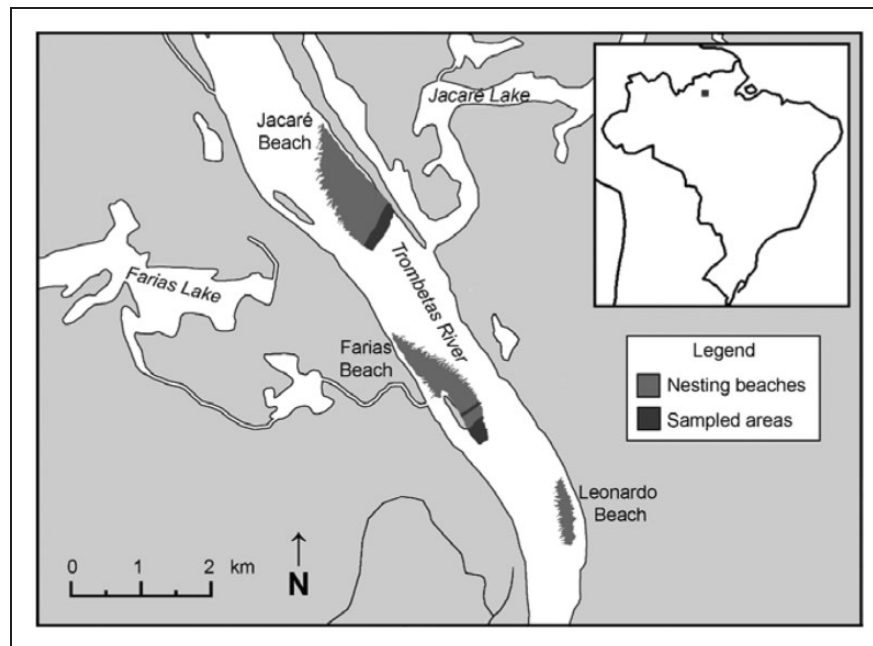 Jacaré Lake
Jacaré
Beach
Trombetas River
Farias Lake
Farias
Beach
Legend
Nesting beaches
Sampled areas
Leonardo
Beach
0 1 2 km
N